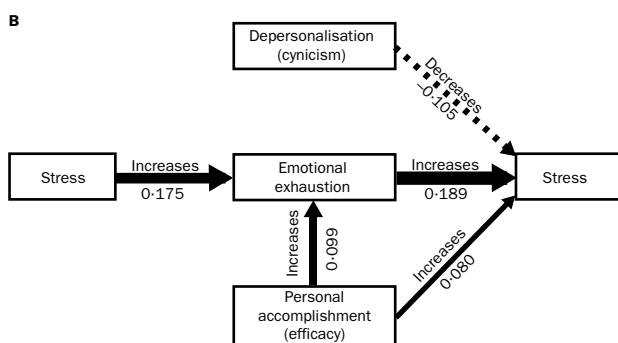 B
Depersonalisation
(cynicism)
Decreases
–0·105
Stress
Increases
0·175
Emotional
exhaustion
Increases
0·189
Stress
Increases
0·099
Increases
0·080
Personal
accomplishment
(efficacy)